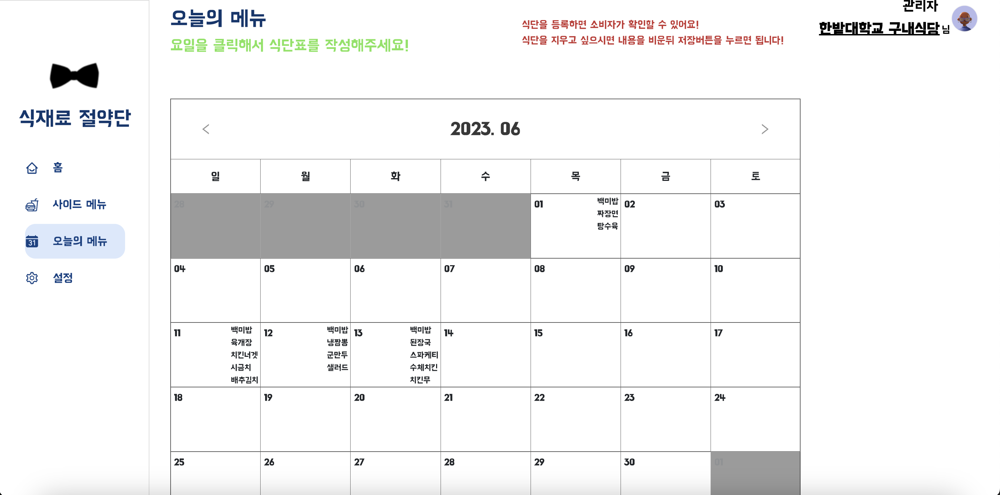 관리자
오늘의 메뉴
식단을 등록하면 소비자가 확인할 수 있어요!
한밭대학교 구내식당 님
요일을 클릭해서 식단표를 작성해주세요!
식단을 지우고 싶으시면 내용을 비운뒤 저장버튼을 누르면 됩니다!
식재료 절약단
홈
사이드 메뉴
31 오늘의 메뉴
설정
< 2023. 06 >
일 월 화 수 목 금 토
28 29 30 31 01 02 03
백미밥
짜장면
탕수육
04 05 06 07 08 09 10
11
백미밥
육개장
치킨너겟
시금치
배추김치
12
백미밥
냉짬뽕
군만두
샐러드
13
백미밥
된장국
스파케티
수체치킨
치킨무
14 15 16 17
18 19 20 21 22 23 24
25 26 27 28 29 30 01